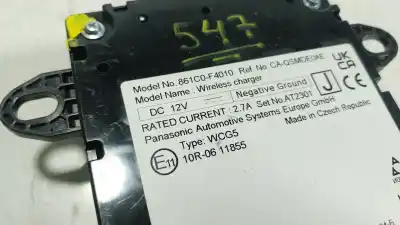 547
Model No. 861C0-F4010 Ref No CA-QSMDEDAE
Model Name . Wireless charger
DC 12V Negative Ground
RATED CURRENT 2.7A Set No.AT2301
Panasonic Automotive Systems Europe GmbH
Made in Czech Republic
Type: WCG5
E11 10R-06 11855
J
UK CA